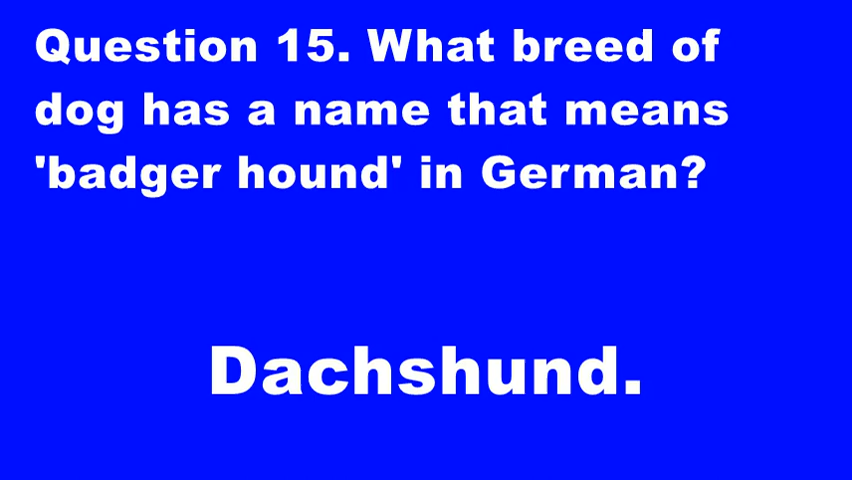 Question 15. What breed of
dog has a name that means
'badger hound' in German?
Dachshund.